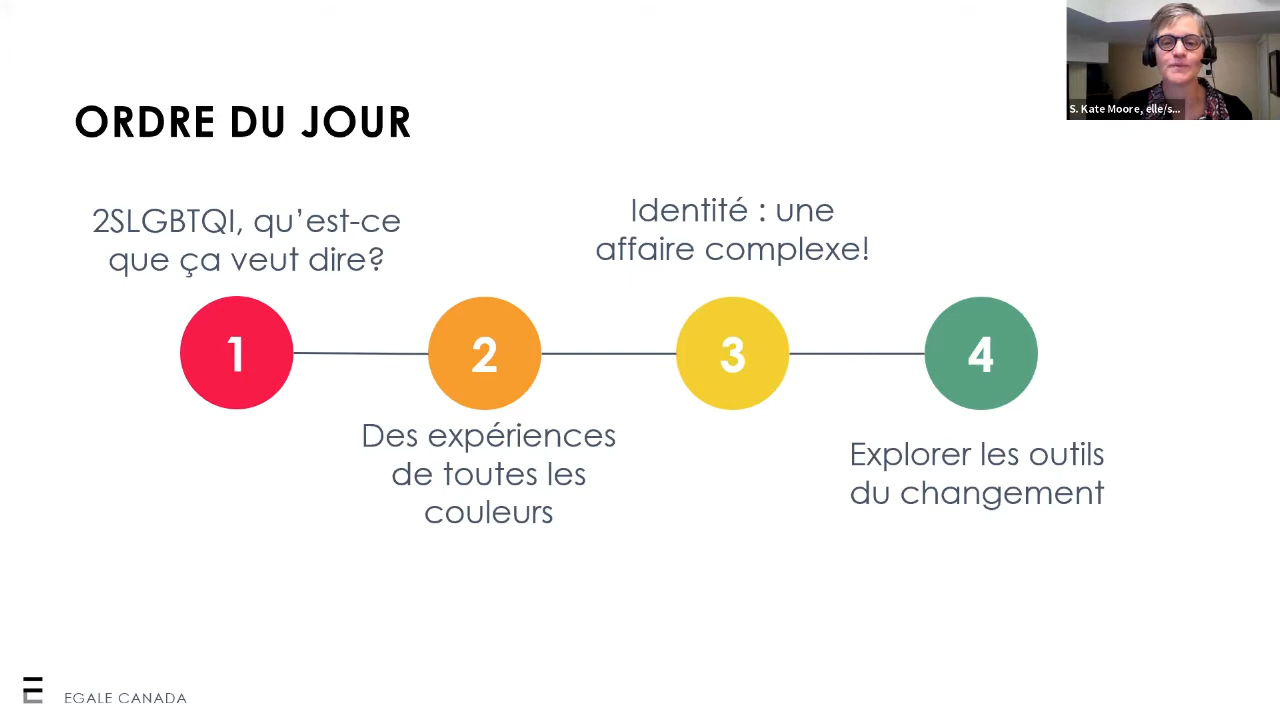 S. Kate Moore, elle/s...
ORDRE DU JOUR
2SLGBTQI, qu’est-ce
que ça veut dire?
Identité : une
affaire complexe!
1
2
3
4
Des expériences
de toutes les
couleurs
Explorer les outils
du changement
EGALE CANADA